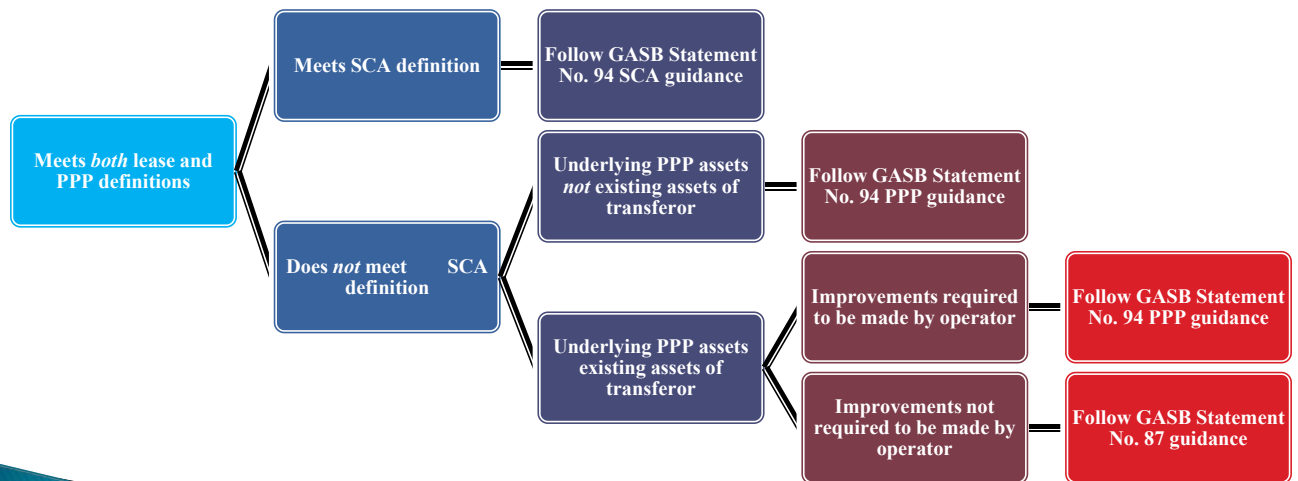 Meets SCA definition
Follow GASB Statement
No. 94 SCA guidance
Meets both lease and
PPP definitions
Underlying PPP assets
not existing assets of
transferor
Follow GASB Statement
No. 94 PPP guidance
Does not meet SCA
definition
Improvements required
to be made by operator
Follow GASB Statement
No. 94 PPP guidance
Underlying PPP assets
existing assets of
transferor
Improvements not
required to be made by
operator
Follow GASB Statement
No. 87 guidance